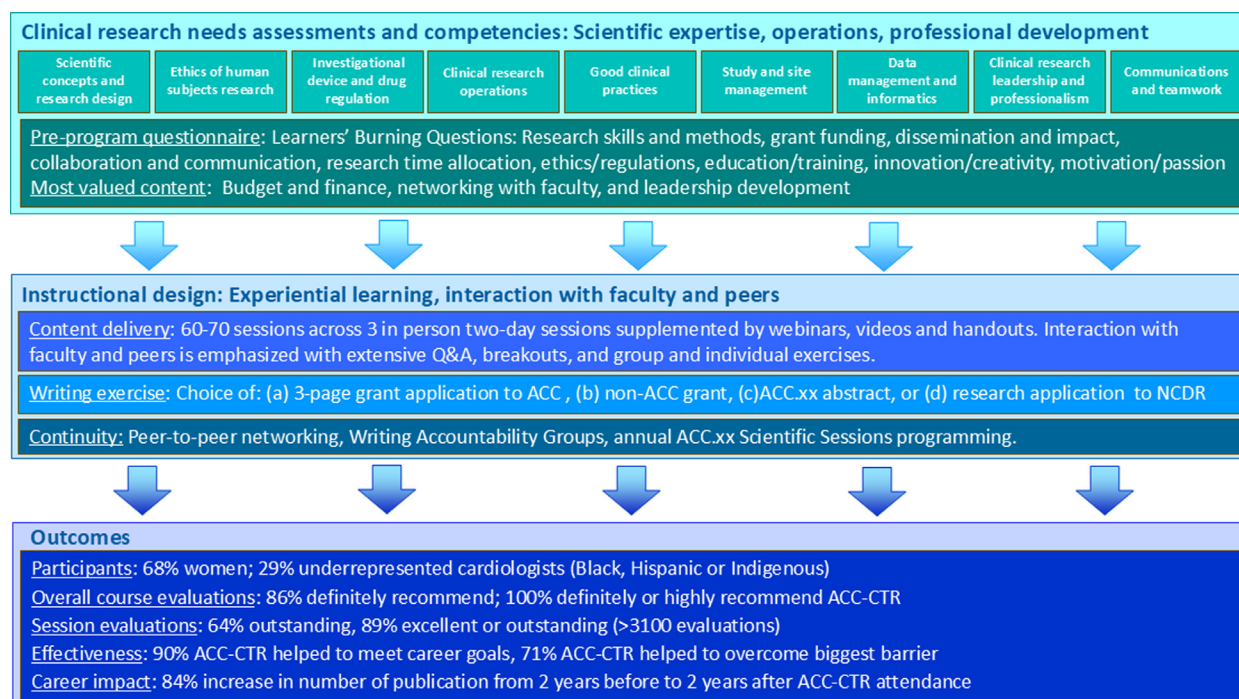 Clinical research needs assessments and competencies: Scientific expertise, operations, professional development
Scientific
concepts and
research design
Ethics of human
subjects research
Investigational
device and drug
regulation
Clinical research
operations
Good clinical
practices
Study and site
management
Data
management and
informatics
Clinical research
leadership and
professionalism
Communications
and teamwork
Pre-program questionnaire: Learners’ Burning Questions: Research skills and methods, grant funding, dissemination and impact,
collaboration and communication, research time allocation, ethics/regulations, education/training, innovation/creativity, motivation/passion
Most valued content: Budget and finance, networking with faculty, and leadership development
Instructional design: Experiential learning, interaction with faculty and peers
Content delivery: 60-70 sessions across 3 in person two-day sessions supplemented by webinars, videos and handouts. Interaction with
faculty and peers is emphasized with extensive Q&A, breakouts, and group and individual exercises.
Writing exercise: Choice of: (a) 3-page grant application to ACC , (b) non-ACC grant, (c)ACC.xx abstract, or (d) research application to NCDR
Continuity: Peer-to-peer networking, Writing Accountability Groups, annual ACC.xx Scientific Sessions programming.
Outcomes
Participants: 68% women; 29% underrepresented cardiologists (Black, Hispanic or Indigenous)
Overall course evaluations: 86% definitely recommend; 100% definitely or highly recommend ACC-CTR
Session evaluations: 64% outstanding, 89% excellent or outstanding (>3100 evaluations)
Effectiveness: 90% ACC-CTR helped to meet career goals, 71% ACC-CTR helped to overcome biggest barrier
Career impact: 84% increase in number of publication from 2 years before to 2 years after ACC-CTR attendance